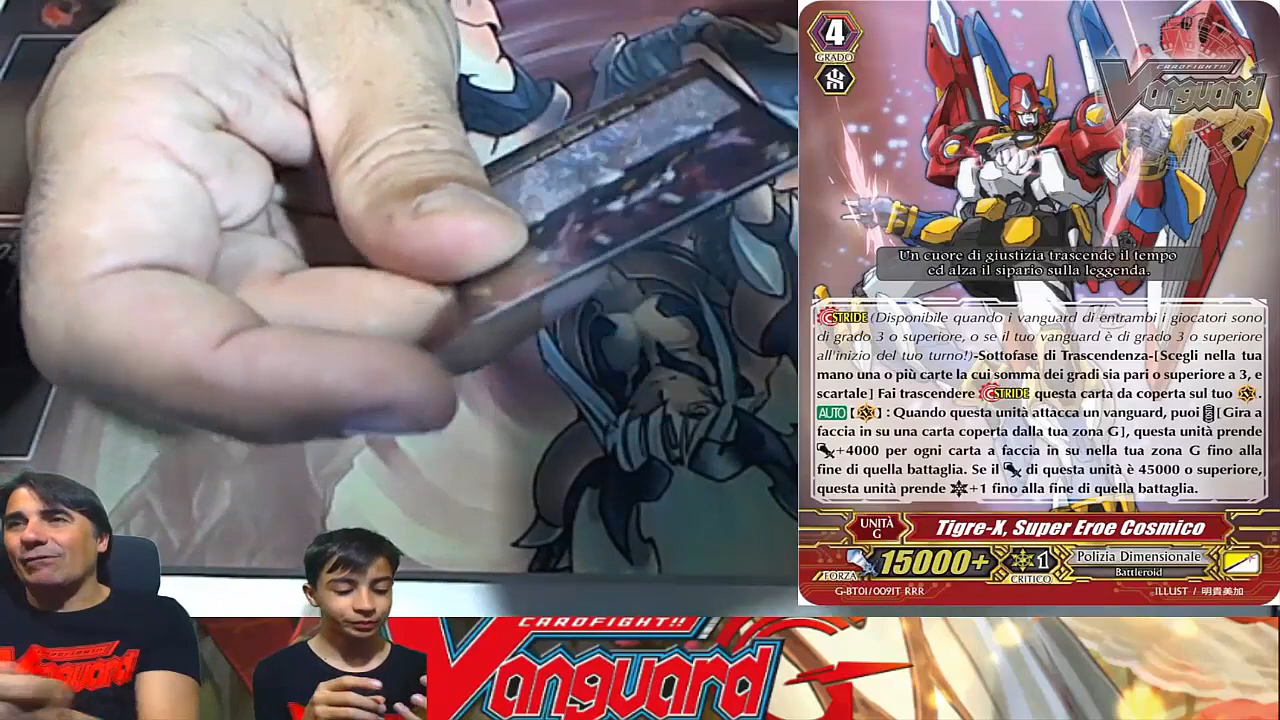 4
GRADO
CARDFIGHT!!
Vanguard
Un cuore di giustizia trascende il tempo
ed alza il sipario sulla leggenda.
STRIDE (Disponibile quando i vanguard di entrambi i giocatori sono
di grado 3 o superiore, o se il tuo vanguard è di grado 3 o superiore
all'inizio del tuo turno!)-Sottofase di Trascendenza-[Scegli nella tua
mano una o più carte la cui somma dei gradi sia pari o superiore a 3, e
scartale] Fai trascendere STRIDE questa carta da coperta sul tuo .
AUTO [ ] : Quando questa unità attacca un vanguard, puoi [Gira a
faccia in su una carta coperta dalla tua zona G], questa unità prende
+4000 per ogni carta a faccia in su nella tua zona G fino alla
fine di quella battaglia. Se il di questa unità è 45000 o superiore,
questa unità prende +1 fino alla fine di quella battaglia.
UNITÀ
G
Tigre-X, Super Eroe Cosmico
FORZA
15000+
1
CRITICO
Polizia Dimensionale
Battleroid
G-BT01/009IT RRR
ILLUST / 明貴美加
CARDFIGHT!!
Vanguard